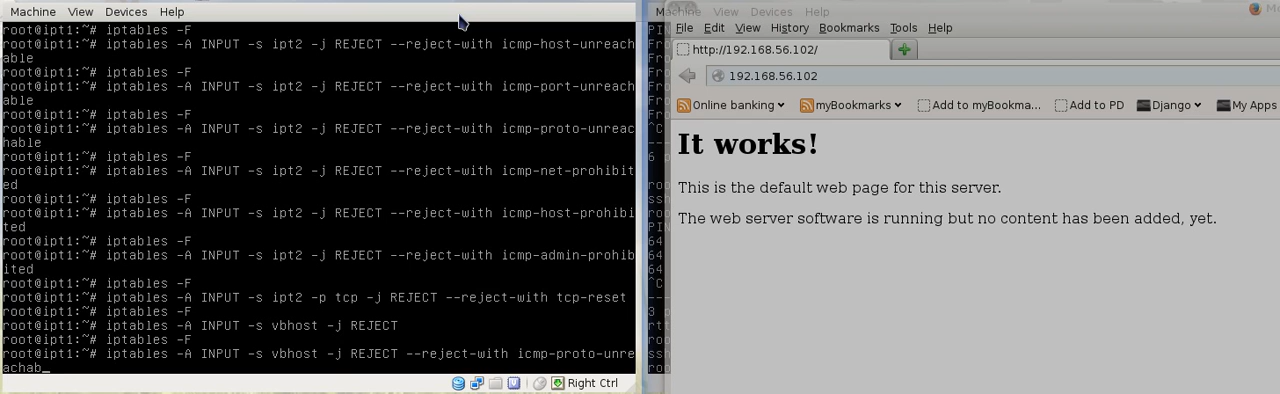 Machine View Devices Help
root@ipt1:~# iptables -F
root@ipt1:~# iptables -A INPUT -s ipt2 -j REJECT --reject-with icmp-host-unreach
able
root@ipt1:~# iptables -F
root@ipt1:~# iptables -A INPUT -s ipt2 -j REJECT --reject-with icmp-port-unreach
able
root@ipt1:~# iptables -F
root@ipt1:~# iptables -A INPUT -s ipt2 -j REJECT --reject-with icmp-proto-unreac
hable
root@ipt1:~# iptables -F
root@ipt1:~# iptables -A INPUT -s ipt2 -j REJECT --reject-with icmp-net-prohibit
ed
root@ipt1:~# iptables -F
root@ipt1:~# iptables -A INPUT -s ipt2 -j REJECT --reject-with icmp-host-prohibi
ted
root@ipt1:~# iptables -F
root@ipt1:~# iptables -A INPUT -s ipt2 -j REJECT --reject-with icmp-admin-prohib
ited
root@ipt1:~# iptables -F
root@ipt1:~# iptables -A INPUT -s ipt2 -p tcp -j REJECT --reject-with tcp-reset
root@ipt1:~# iptables -F
root@ipt1:~# iptables -A INPUT -s vbhost -j REJECT
root@ipt1:~# iptables -F
root@ipt1:~# iptables -A INPUT -s vbhost -j REJECT --reject-with icmp-proto-unre
achab_
Right Ctrl
View Devices Help
File Edit View History Bookmarks Tools Help
http://192.168.56.102/
192.168.56.102
Online banking myBookmarks Add to myBookma... Add to PD Django My Apps
It works!
This is the default web page for this server.
The web server software is running but no content has been added, yet.